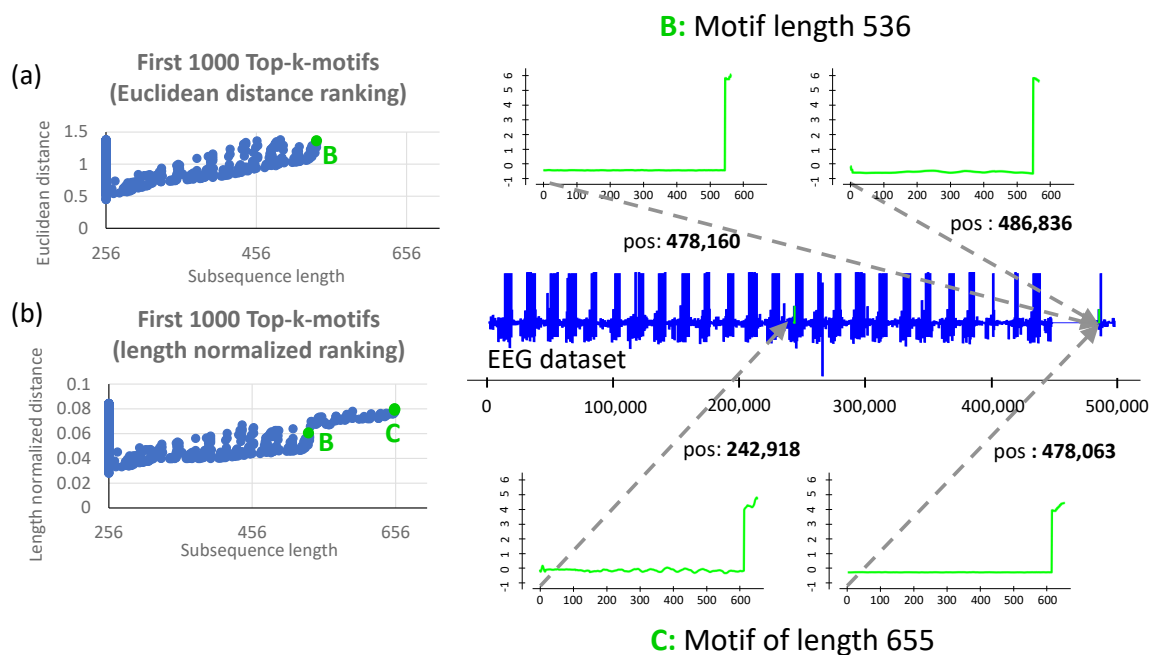 (a)
First 1000 Top-k-motifs
(Euclidean distance ranking)
Euclidean distance
1.5
1
0.5
0
B
256
456
656
Subsequence length
(b)
First 1000 Top-k-motifs
(length normalized ranking)
Length normalized distance
0.1
0.08
0.06
0.04
0.02
0
B
C
256
456
656
Subsequence length
B: Motif length 536
-1 0 1 2 3 4 5 6
0 100 200 300 400 500 600
-1 0 1 2 3 4 5 6
0 100 200 300 400 500 600
pos: 478,160
pos : 486,836
EEG dataset
0
100,000
200,000
300,000
400,000
500,000
pos: 242,918
pos : 478,063
-1 0 1 2 3 4 5 6
0 100 200 300 400 500 600
-1 0 1 2 3 4 5 6
0 100 200 300 400 500 600
C: Motif of length 655